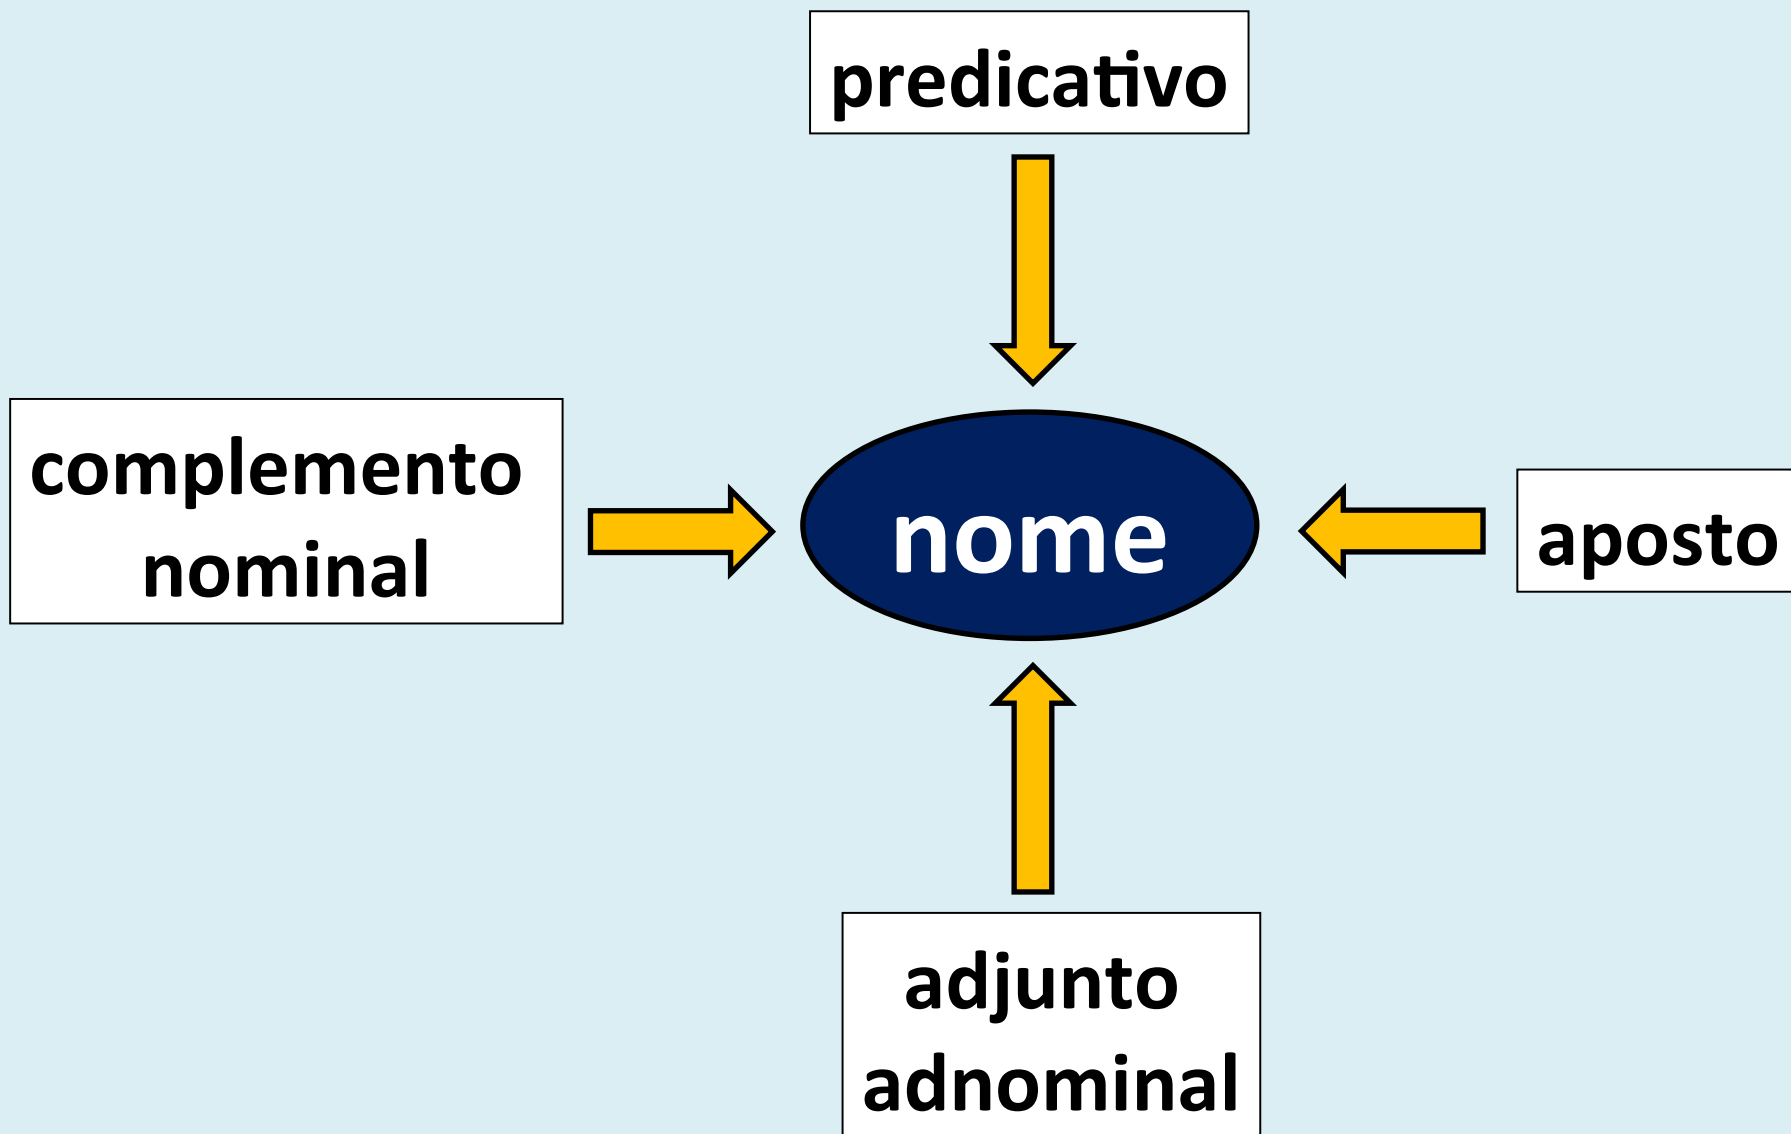 predicativo
complemento
nominal
nome
aposto
adjunto
adnominal